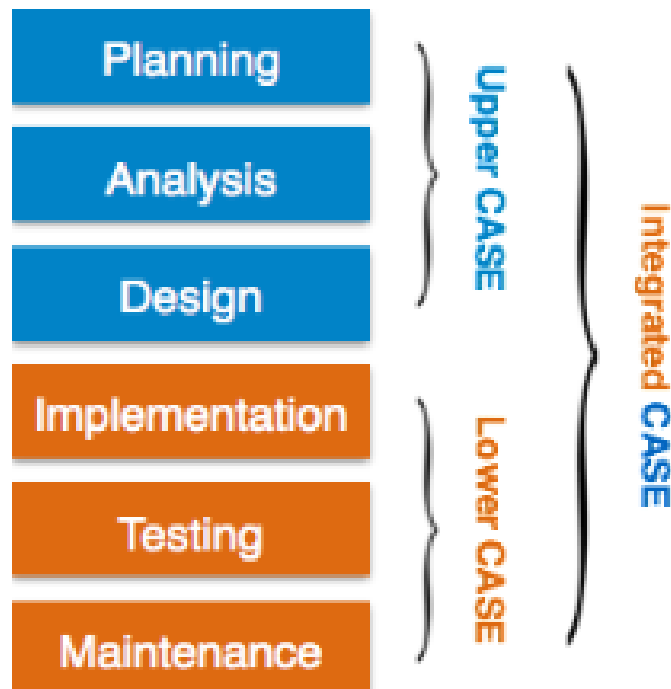 Planning
Analysis
Design
Implementation
Testing
Maintenance
Upper CASE
Lower CASE
Integrated CASE